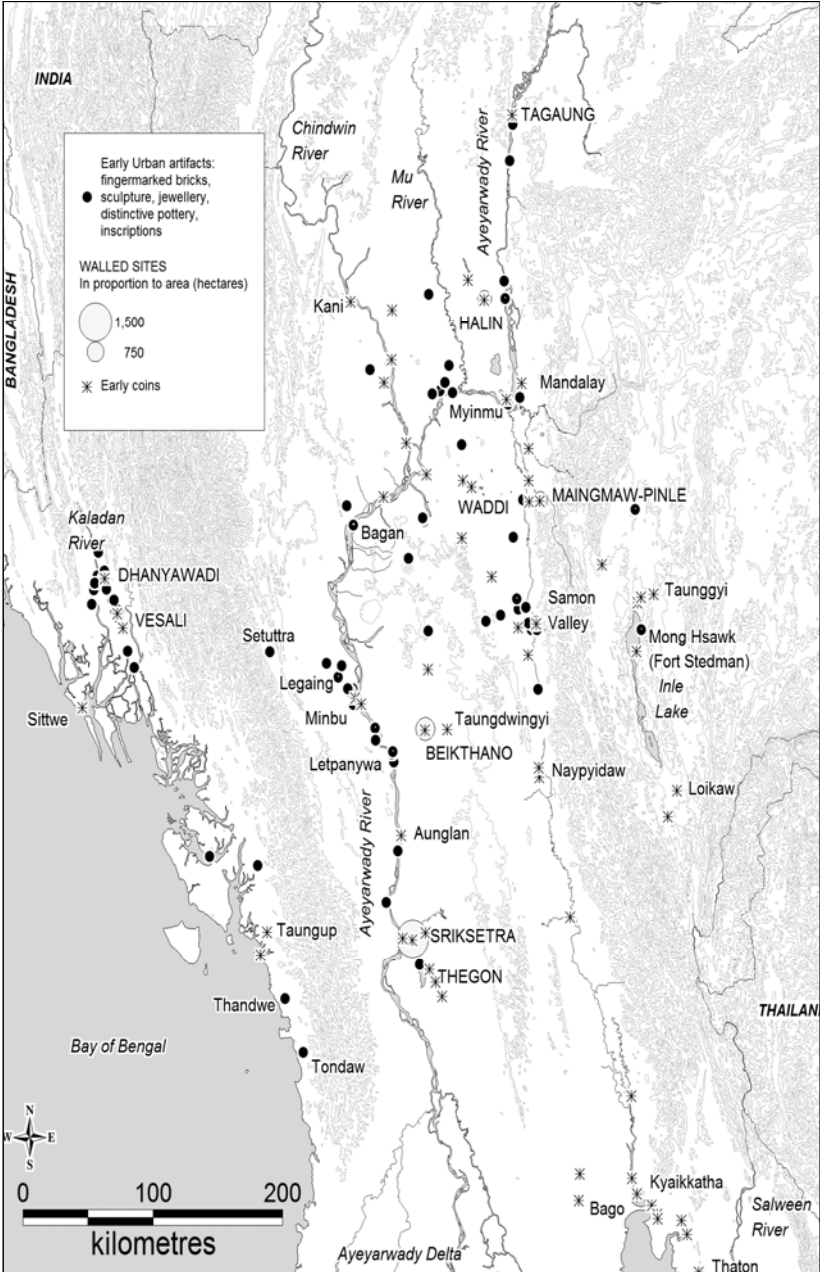 INDIA
Chindwin
River
Mu
River
Ayeyarwady River
TAGAUNG
Early Urban artifacts:
fingermarked bricks,
sculpture, jewellery,
distinctive pottery,
inscriptions
WALLED SITES
In proportion to area (hectares)
1,500
750
Early coins
BANGLADESH
Kani
HALIN
Mandalay
Myinmu
WADDI
MAINGMAW-PINLE
Bagan
Kaladan
River
DHANYAWADI
VESALI
Samon
Valley
Taunggyi
Mong Hsawk
(Fort Stedman)
Inle
Lake
Setuttra
Legaing
Minbu
Sittwe
Taungdwingyi
BEIKTHANO
Letpanywa
Naypyidaw
Loikaw
Ayeyarwady River
Aunglan
SRIKSETRA
Taungup
THEGON
Thandwe
THAILAN
Bay of Bengal
Tondaw
N
W E
S
0 100 200
kilometres
Kyaikkatha
Bago
Salween
River
Ayeyarwady Delta
Thaton